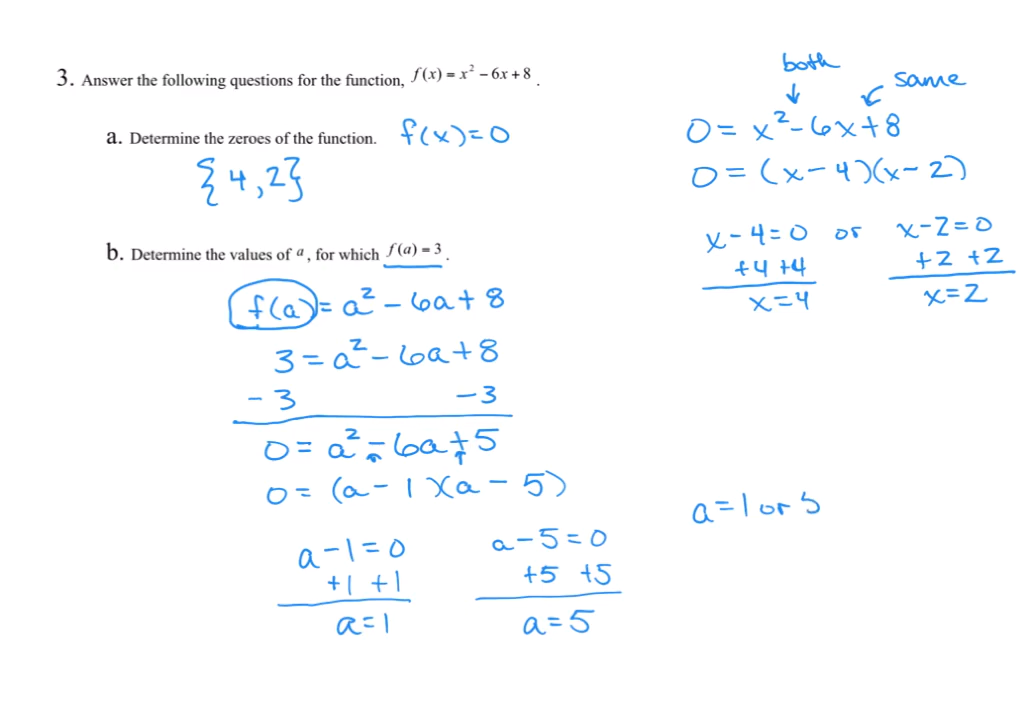 3. Answer the following questions for the function, f(x) = x² − 6x + 8 .
a. Determine the zeroes of the function. f(x)=0
{4,2}
both
same
0 = x² − 6x + 8
0 = (x − 4)(x − 2)
x − 4 = 0 or x − 2 = 0
+4 +4 +2 +2
x = 4 x = 2
b. Determine the values of a, for which f(a) = 3 .
f(a) = a² − 6a + 8
3 = a² − 6a + 8
− 3 − 3
0 = a² − 6a + 5
0 = (a − 1)(a − 5)
a − 1 = 0 a − 5 = 0
+1 +1 +5 +5
a = 1 a = 5
a = 1 or 5